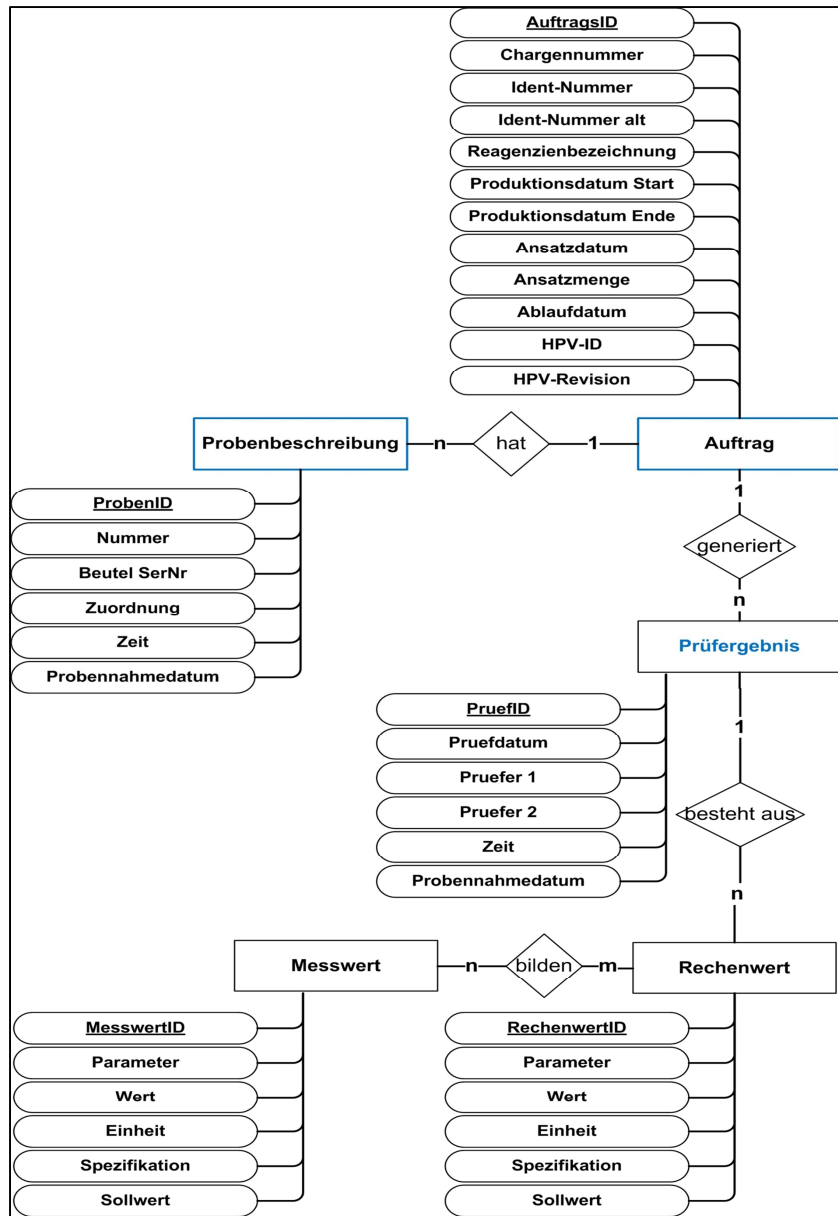 AuftragsID
Chargennummer
Ident-Nummer
Ident-Nummer alt
Reagenzienbezeichnung
Produktionsdatum Start
Produktionsdatum Ende
Ansatzdatum
Ansatzmenge
Ablaufdatum
HPV-ID
HPV-Revision
Probenbeschreibung n hat 1 Auftrag
ProbenID
Nummer
Beutel SerNr
Zuordnung
Zeit
Probennahmedatum
1
generiert
n
Prüfergebnis
PruefID
Pruefdatum
Pruefer 1
Pruefer 2
Zeit
Probennahmedatum
1
besteht aus
n
Messwert n bilden m Rechenwert
MesswertID
Parameter
Wert
Einheit
Spezifikation
Sollwert
RechenwertID
Parameter
Wert
Einheit
Spezifikation
Sollwert